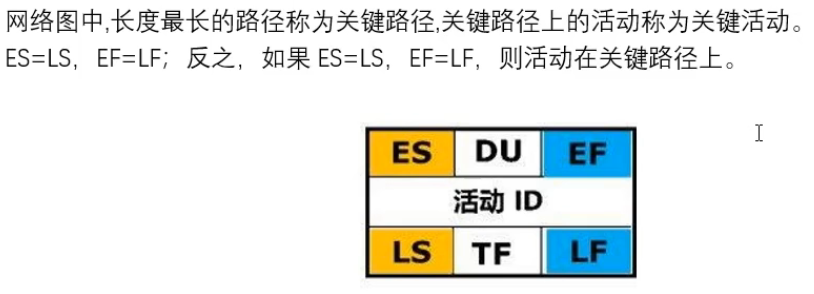 网络图中,长度最长的路径称为关键路径,关键路径上的活动称为关键活动。
ES=LS，EF=LF；反之，如果 ES=LS，EF=LF，则活动在关键路径上。
ES DU EF
活动 ID
LS TF LF